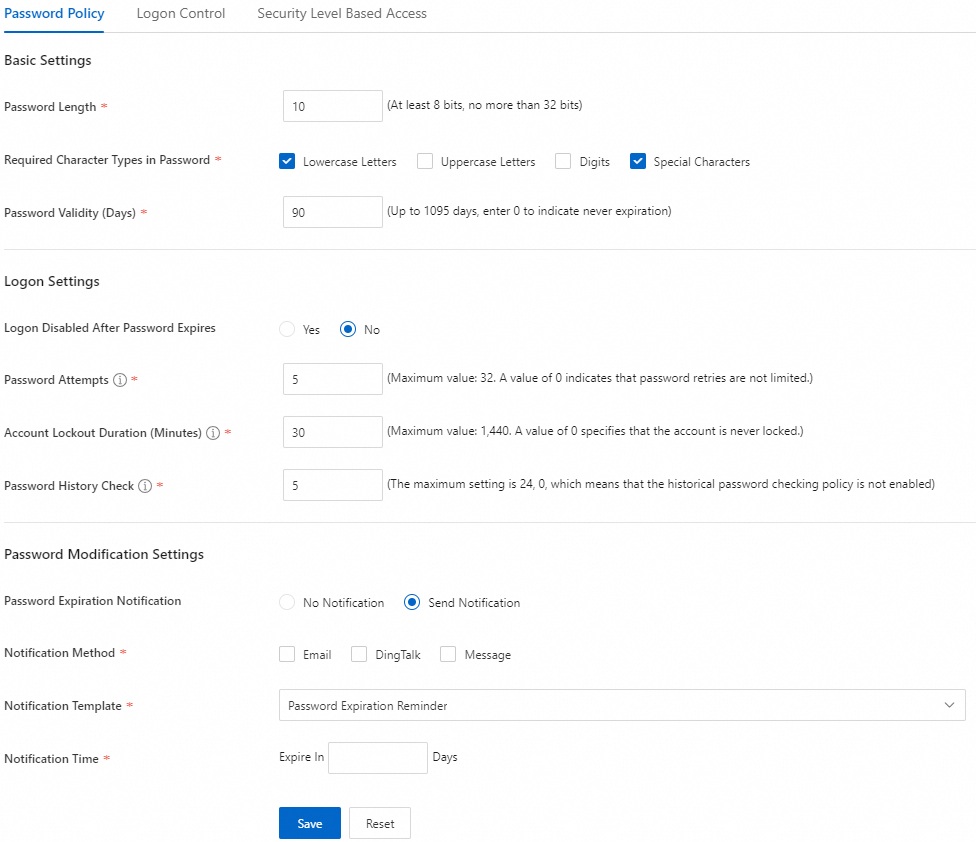 Password Policy Logon Control Security Level Based Access
Basic Settings
Password Length * 10 (At least 8 bits, no more than 32 bits)
Required Character Types in Password * Lowercase Letters Uppercase Letters Digits Special Characters
Password Validity (Days) * 90 (Up to 1095 days, enter 0 to indicate never expiration)
Logon Settings
Logon Disabled After Password Expires Yes No
Password Attempts * 5 (Maximum value: 32. A value of 0 indicates that password retries are not limited.)
Account Lockout Duration (Minutes) * 30 (Maximum value: 1,440. A value of 0 specifies that the account is never locked.)
Password History Check * 5 (The maximum setting is 24, 0, which means that the historical password checking policy is not enabled)
Password Modification Settings
Password Expiration Notification No Notification Send Notification
Notification Method * Email DingTalk Message
Notification Template * Password Expiration Reminder
Notification Time * Expire In Days
Save Reset